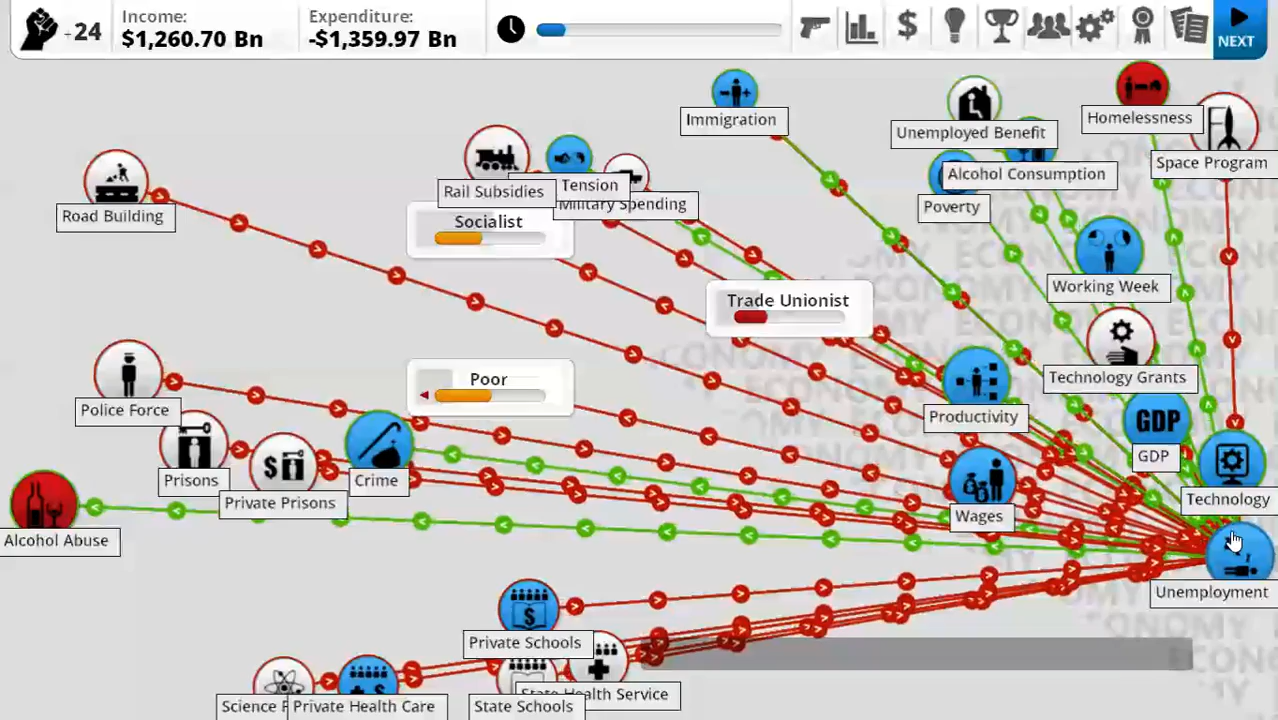 +24
Income:
$1,260.70 Bn
Expenditure:
-$1,359.97 Bn
NEXT
Immigration
Unemployed Benefit
Homelessness
Space Program
Alcohol Consumption
Poverty
Rail Subsidies
Tension
Military Spending
Road Building
Socialist
Working Week
Trade Unionist
Technology Grants
Poor
Productivity
GDP
GDP
Police Force
Prisons
Private Prisons
Crime
Wages
Technology
Alcohol Abuse
Unemployment
Private Schools
State Health Service
Science
Private Health Care
State Schools
ECONOMY